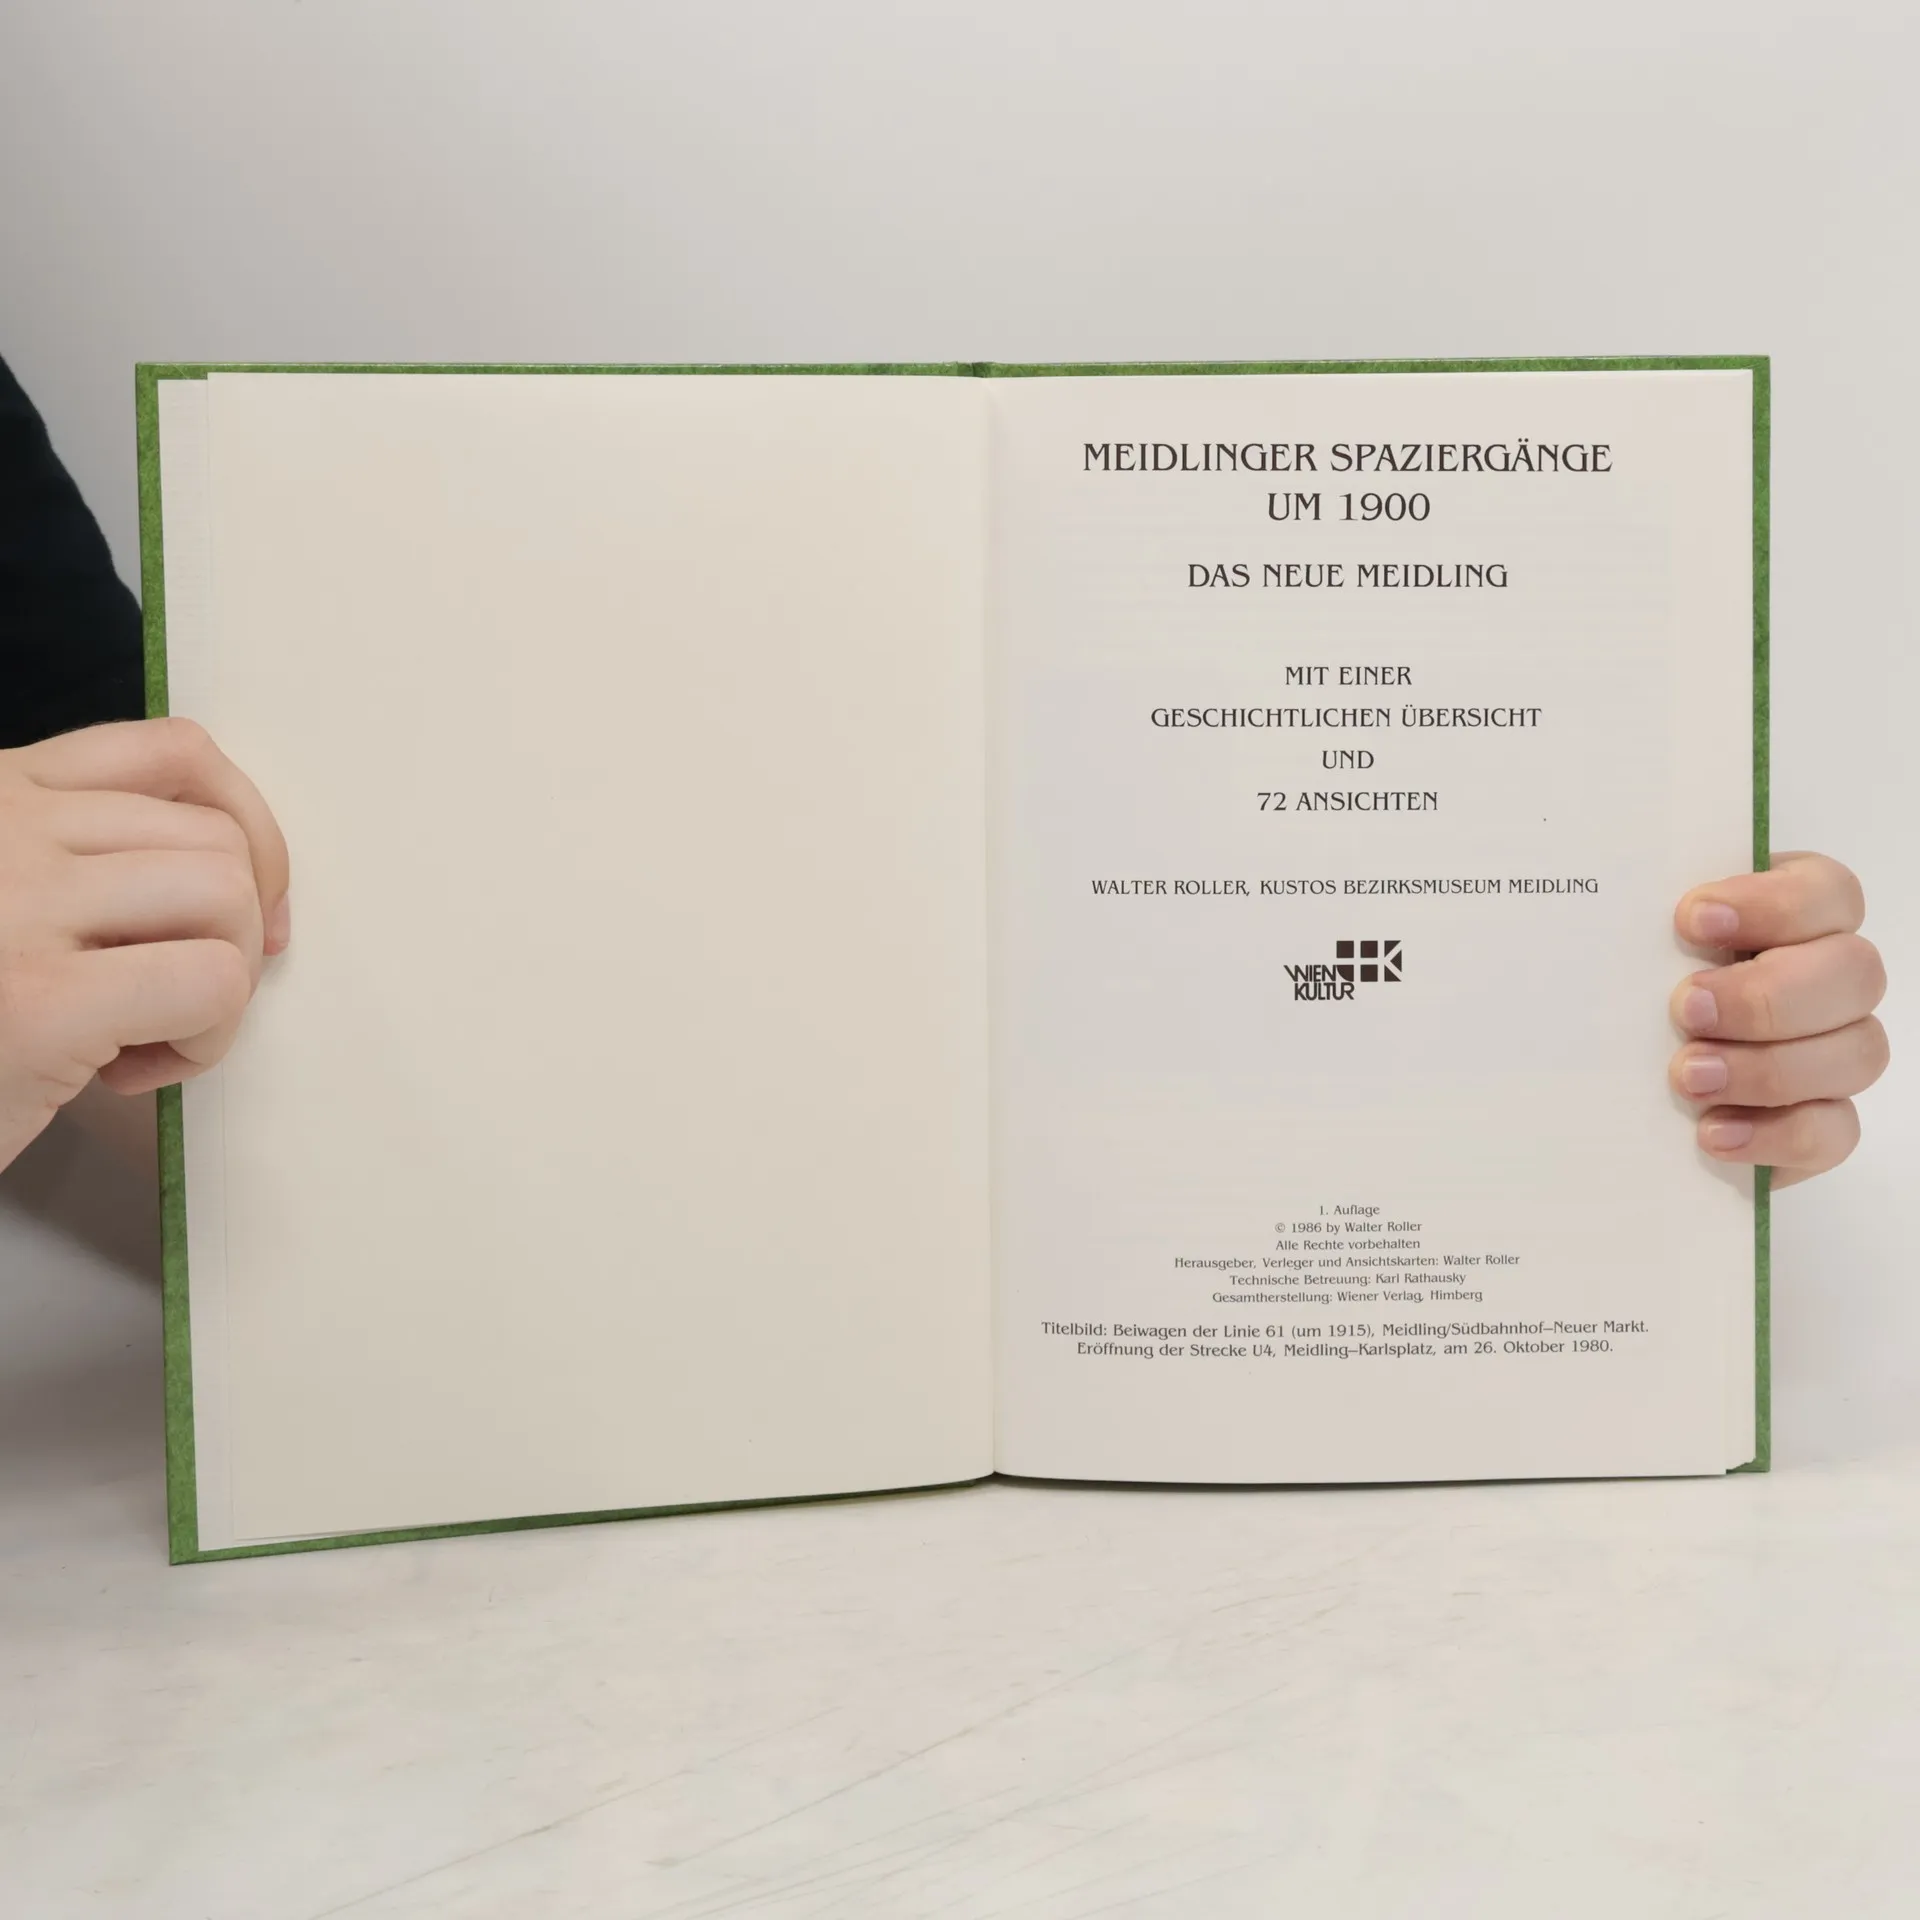 MEIDLINGER SPAZIERGÄNGE
UM 1900
DAS NEUE MEIDLING
MIT EINER
GESCHICHTLICHEN ÜBERSICHT
UND
72 ANSICHTEN
WALTER ROLLER, KUSTOS BEZIRKSMUSEUM MEIDLING
WIEN
KULTUR
1. Auflage
© 1986 by Walter Roller
Alle Rechte vorbehalten
Herausgeber, Verleger und Ansichtskarten: Walter Roller
Technische Betreuung: Karl Rathausky
Gesamtherstellung: Wiener Verlag, Himberg
Titelbild: Beiwagen der Linie 61 (um 1915), Meidling/Südbahnhof–Neuer Markt.
Eröffnung der Strecke U4, Meidling–Karlsplatz, am 26. Oktober 1980.